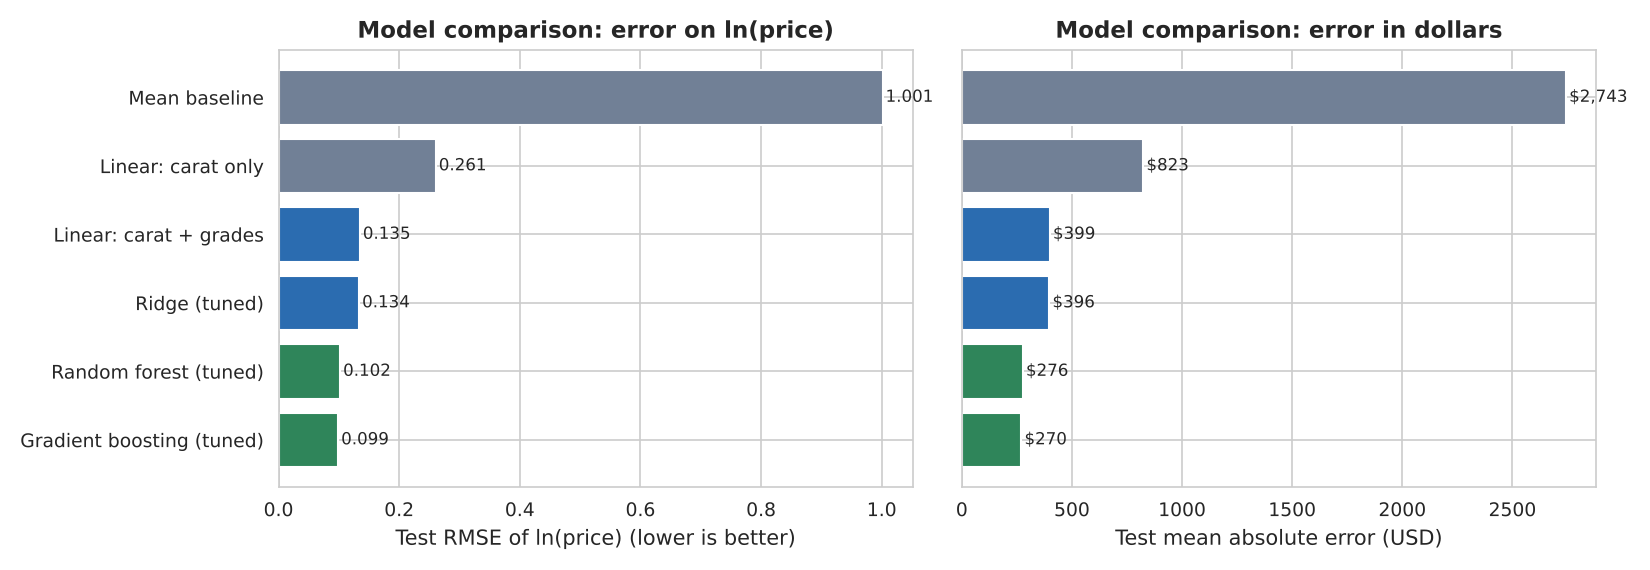 Model comparison: error on ln(price)
Mean baseline
1.001
Linear: carat only
0.261
Linear: carat + grades
0.135
Ridge (tuned)
0.134
Random forest (tuned)
0.102
Gradient boosting (tuned)
0.099
0.0 0.2 0.4 0.6 0.8 1.0
Test RMSE of ln(price) (lower is better)
Model comparison: error in dollars
$2,743
$823
$399
$396
$276
$270
0 500 1000 1500 2000 2500
Test mean absolute error (USD)